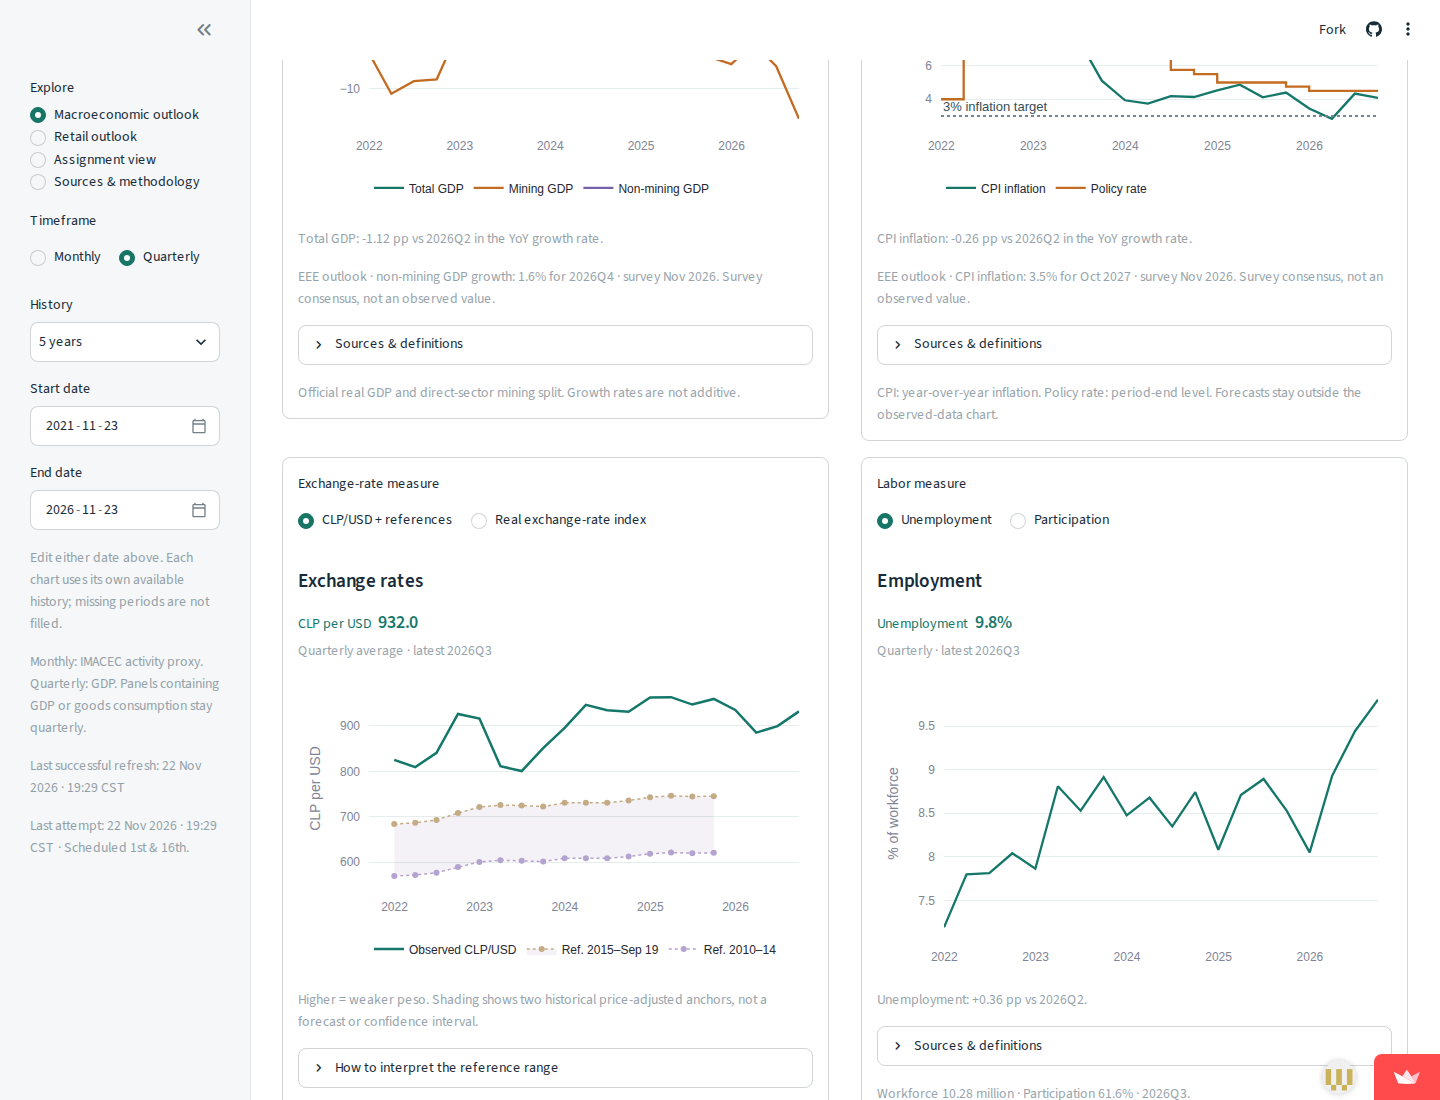 Fork
Explore
Macroeconomic outlook
Retail outlook
Assignment view
Sources & methodology
Timeframe
Monthly
Quarterly
History
5 years
Start date
2021-11-23
End date
2026-11-23
Edit either date above. Each
chart uses its own available
history; missing periods are not
filled.
Monthly: IMACEC activity proxy.
Quarterly: GDP. Panels containing
GDP or goods consumption stay
quarterly.
Last successful refresh: 22 Nov
2026 · 19:29 CST
Last attempt: 22 Nov 2026 · 19:29
CST · Scheduled 1st & 16th.
−10
2022 2023 2024 2025 2026
Total GDP Mining GDP Non-mining GDP
Total GDP: -1.12 pp vs 2026Q2 in the YoY growth rate.
EEE outlook · non-mining GDP growth: 1.6% for 2026Q4 · survey Nov 2026. Survey
consensus, not an observed value.
Sources & definitions
Official real GDP and direct-sector mining split. Growth rates are not additive.
6
4
3% inflation target
2022 2023 2024 2025 2026
CPI inflation Policy rate
CPI inflation: -0.26 pp vs 2026Q2 in the YoY growth rate.
EEE outlook · CPI inflation: 3.5% for Oct 2027 · survey Nov 2026. Survey consensus, not an
observed value.
Sources & definitions
CPI: year-over-year inflation. Policy rate: period-end level. Forecasts stay outside the
observed-data chart.
Exchange-rate measure
CLP/USD + references
Real exchange-rate index
Exchange rates
CLP per USD 932.0
Quarterly average · latest 2026Q3
900
800
700
600
CLP per USD
2022 2023 2024 2025 2026
Observed CLP/USD Ref. 2015–Sep 19 Ref. 2010–14
Higher = weaker peso. Shading shows two historical price-adjusted anchors, not a
forecast or confidence interval.
How to interpret the reference range
Labor measure
Unemployment
Participation
Employment
Unemployment 9.8%
Quarterly · latest 2026Q3
9.5
9
8.5
8
7.5
% of workforce
2022 2023 2024 2025 2026
Unemployment: +0.36 pp vs 2026Q2.
Sources & definitions
Workforce 10.28 million · Participation 61.6% · 2026Q3.